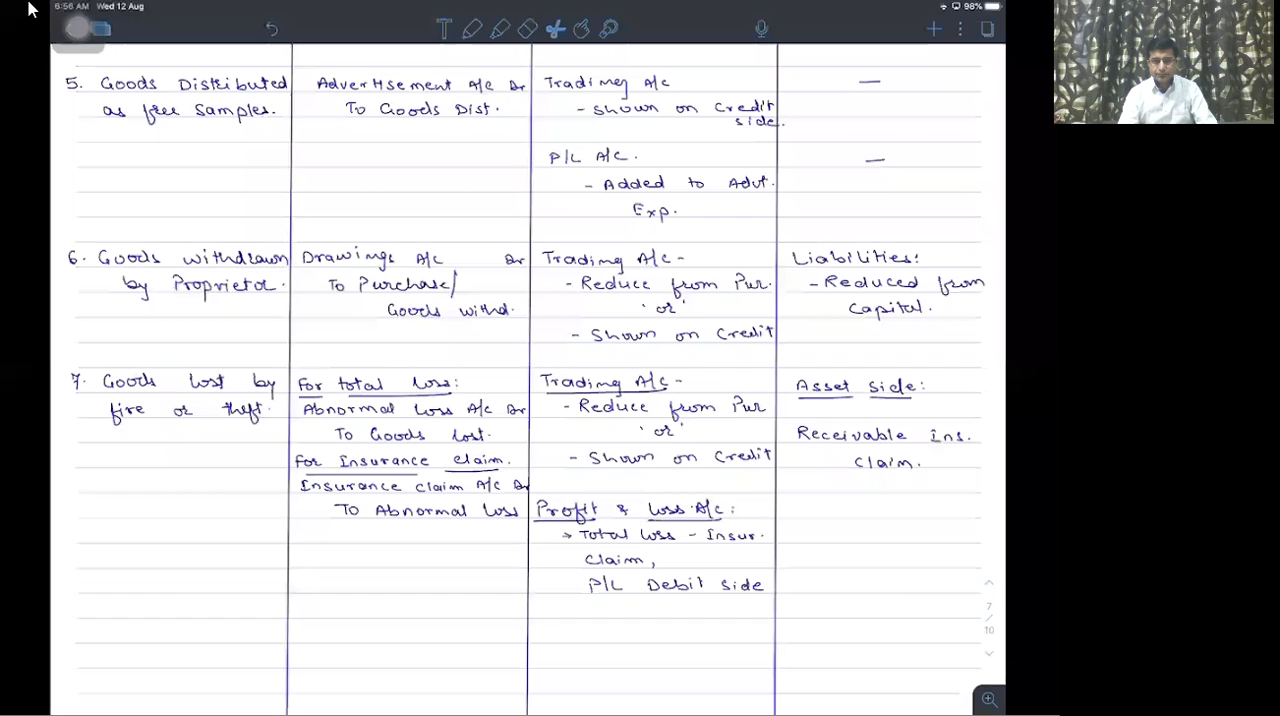 6:56 AM Wed 12 Aug
98%
5. Goods Distributed as free samples.
Advertisement A/c Dr
To Goods Dist.
Trading A/c
- Shown on Credit side.
—
P/L A/c.
- Added to Advt. Exp.
—
6. Goods withdrawn by Proprietor.
Drawings A/c Dr
To Purchase/
Goods withd.
Trading A/c -
- Reduce from Pur.
'or'
- Shown on Credit
Liabilities:
- Reduced from Capital.
7. Goods lost by fire or theft.
For total loss:
Abnormal loss A/c Dr
To Goods lost.
For Insurance claim.
Insurance claim A/c Dr
To Abnormal loss
Trading A/c -
- Reduce from Pur
'or'
- Shown on Credit
Profit & loss A/c:
→ Total loss - Insur. claim,
P/L Debit side
Asset side:
Receivable Ins. claim.
7
/
10